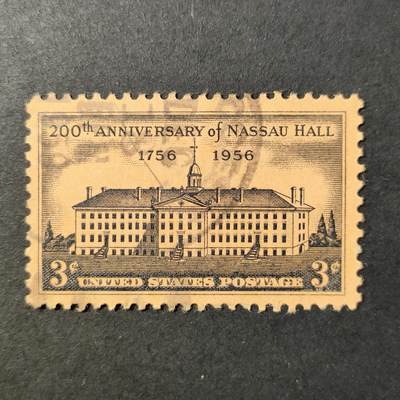 200th ANNIVERSARY of NASSAU HALL
1756 1956
3¢ UNITED STATES POSTAGE 3¢